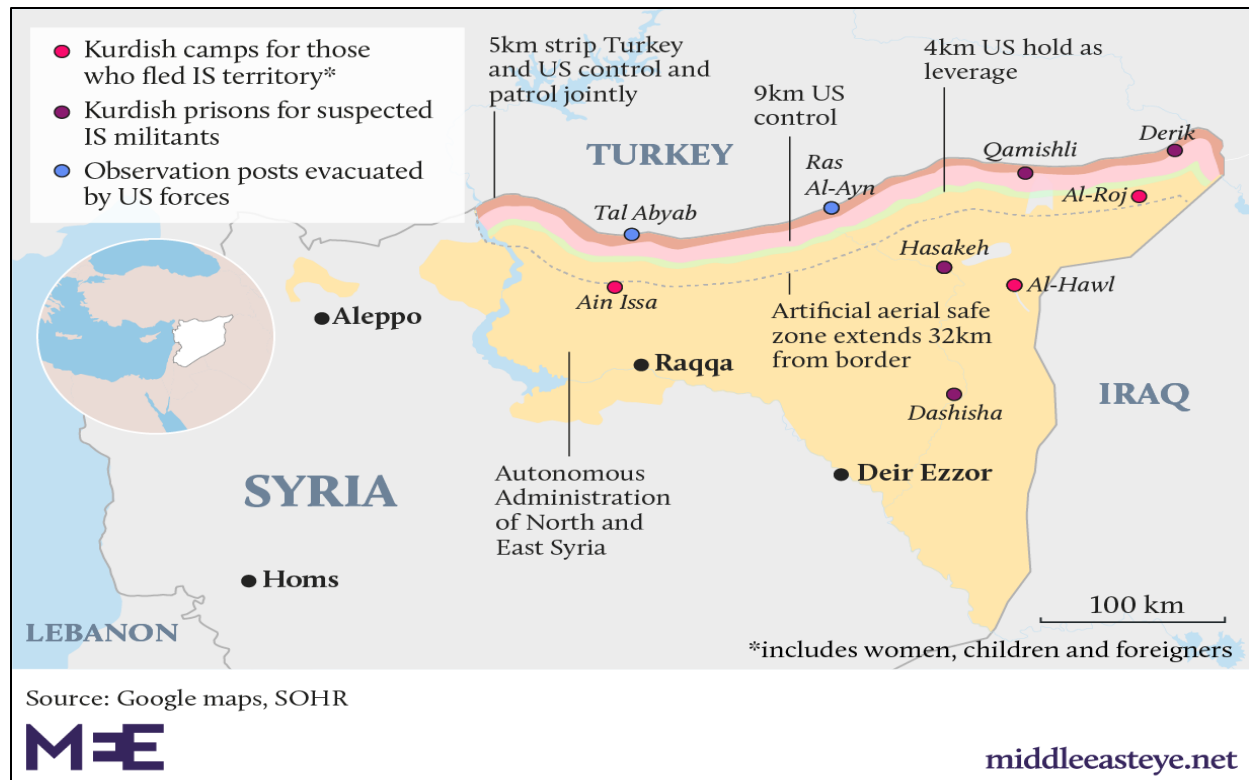 Kurdish camps for those
who fled IS territory*
Kurdish prisons for suspected
IS militants
Observation posts evacuated
by US forces
5km strip Turkey
and US control and
patrol jointly
4km US hold as
leverage
9km US
control
TURKEY
Ras
Al-Ayn
Qamishli
Derik
Tal Abyab
Al-Roj
Hasakeh
Ain Issa
Al-Hawl
Aleppo
Artificial aerial safe
zone extends 32km
from border
Raqqa
IRAQ
Dashisha
Deir Ezzor
SYRIA
Autonomous
Administration
of North and
East Syria
Homs
100 km
LEBANON
*includes women, children and foreigners
Source: Google maps, SOHR
MEE
middleeasteye.net